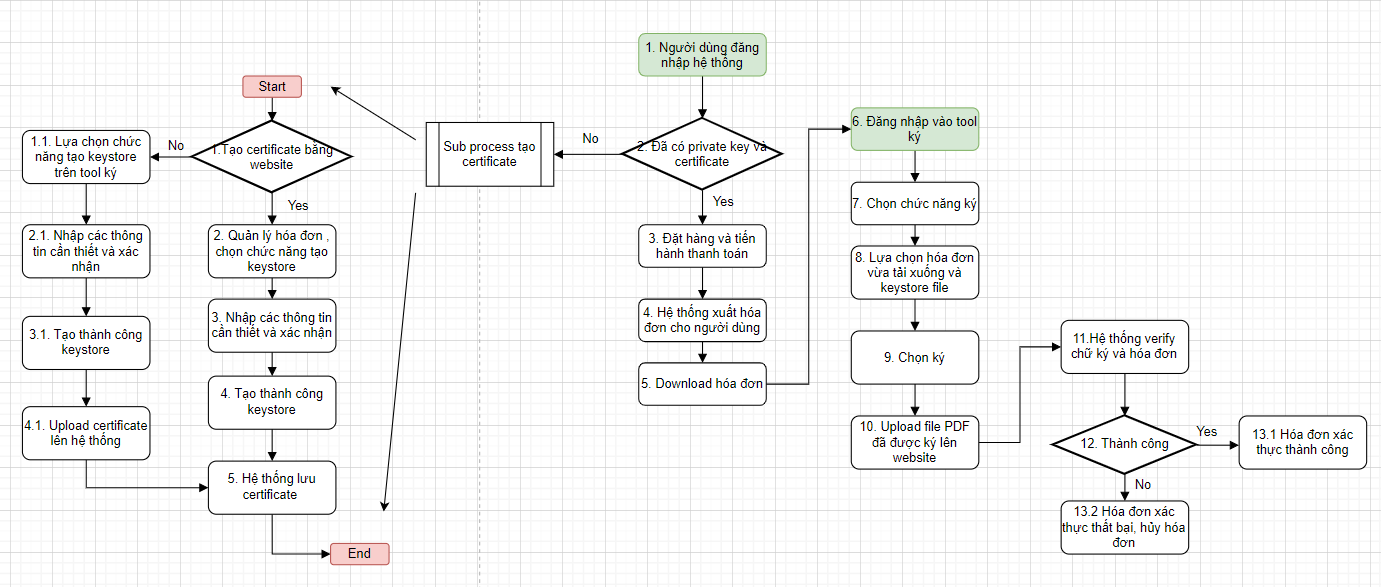 Start
1.Tạo certificate bằng
website
No
Yes
1.1. Lựa chọn chức
năng tạo keystore
trên tool ký
2.1. Nhập các thông
tin cần thiết và xác
nhận
3.1. Tạo thành công
keystore
4.1. Upload certificate
lên hệ thống
2. Quản lý hóa đơn ,
chọn chức năng tạo
keystore
3. Nhập các thông tin
cần thiết và xác nhận
4. Tạo thành công
keystore
5. Hệ thống lưu
certificate
End
Sub process tạo
certificate
No
1. Người dùng đăng
nhập hệ thống
2. Đã có private key và
certificate
Yes
3. Đặt hàng và tiến
hành thanh toán
4. Hệ thống xuất hóa
đơn cho người dùng
5. Download hóa đơn
6. Đăng nhập vào tool
ký
7. Chọn chức năng ký
8. Lựa chọn hóa đơn
vừa tải xuống và
keystore file
9. Chọn ký
10. Upload file PDF
đã được ký lên
website
11.Hệ thống verify
chữ ký và hóa đơn
12. Thành công
Yes
13.1 Hóa đơn xác
thực thành công
No
13.2 Hóa đơn xác
thực thất bại, hủy hóa
đơn